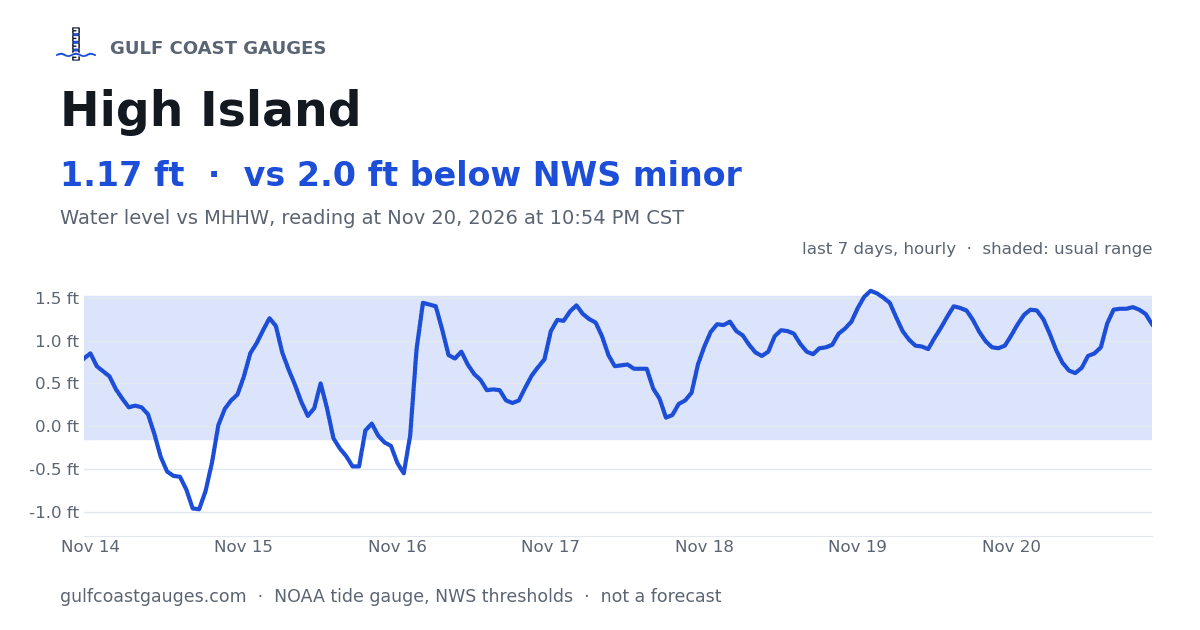 GULF COAST GAUGES
High Island
1.17 ft · vs 2.0 ft below NWS minor
Water level vs MHHW, reading at Nov 20, 2026 at 10:54 PM CST
last 7 days, hourly · shaded: usual range
1.5 ft
1.0 ft
0.5 ft
0.0 ft
-0.5 ft
-1.0 ft
Nov 14 Nov 15 Nov 16 Nov 17 Nov 18 Nov 19 Nov 20
gulfcoastgauges.com · NOAA tide gauge, NWS thresholds · not a forecast